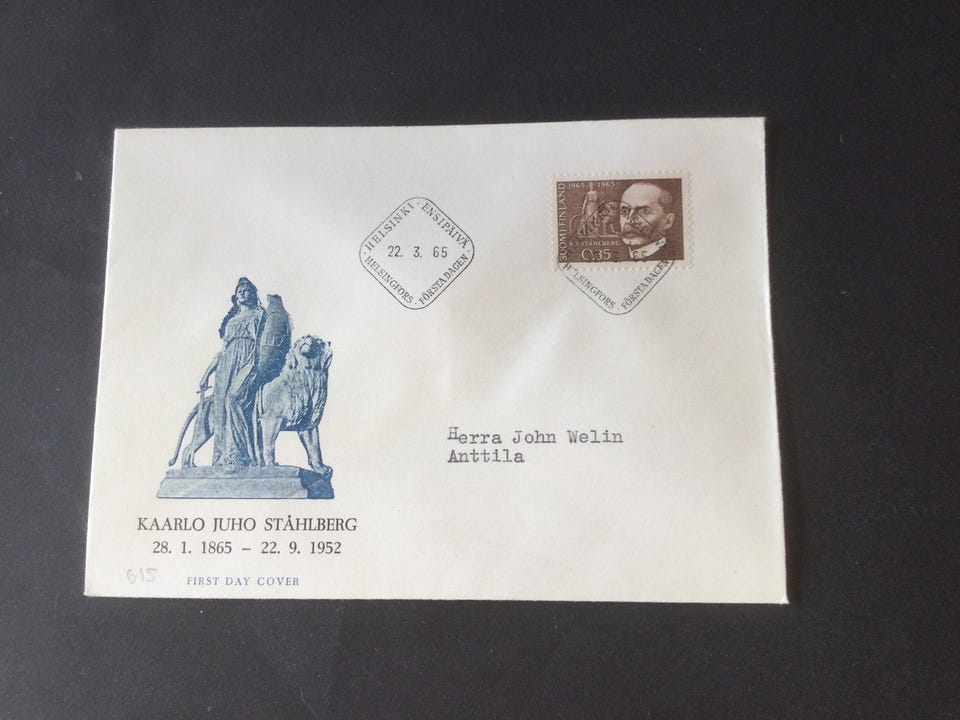 HELSINKI · ENSIPÄIVÄ ·
22. 3. 65
HELSINGFORS · FÖRSTA DAGEN
SUOMI-FINLAND
1865 1965
K.J. STÅHLBERG
0,35
HELSINGFORS · FÖRSTA DAGEN
Herra John Welin
Anttila
KAARLO JUHO STÅHLBERG
28. 1. 1865 – 22. 9. 1952
615
FIRST DAY COVER